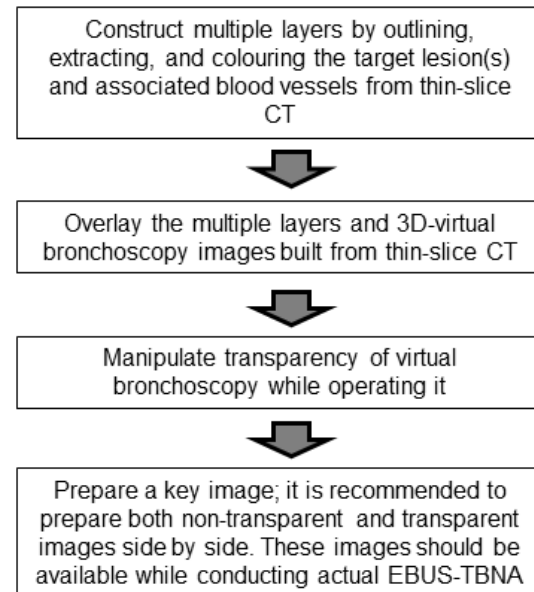 Construct multiple layers by outlining,
extracting, and colouring the target lesion(s)
and associated blood vessels from thin-slice
CT
Overlay the multiple layers and 3D-virtual
bronchoscopy images built from thin-slice CT
Manipulate transparency of virtual
bronchoscopy while operating it
Prepare a key image; it is recommended to
prepare both non-transparent and transparent
images side by side. These images should be
available while conducting actual EBUS-TBNA